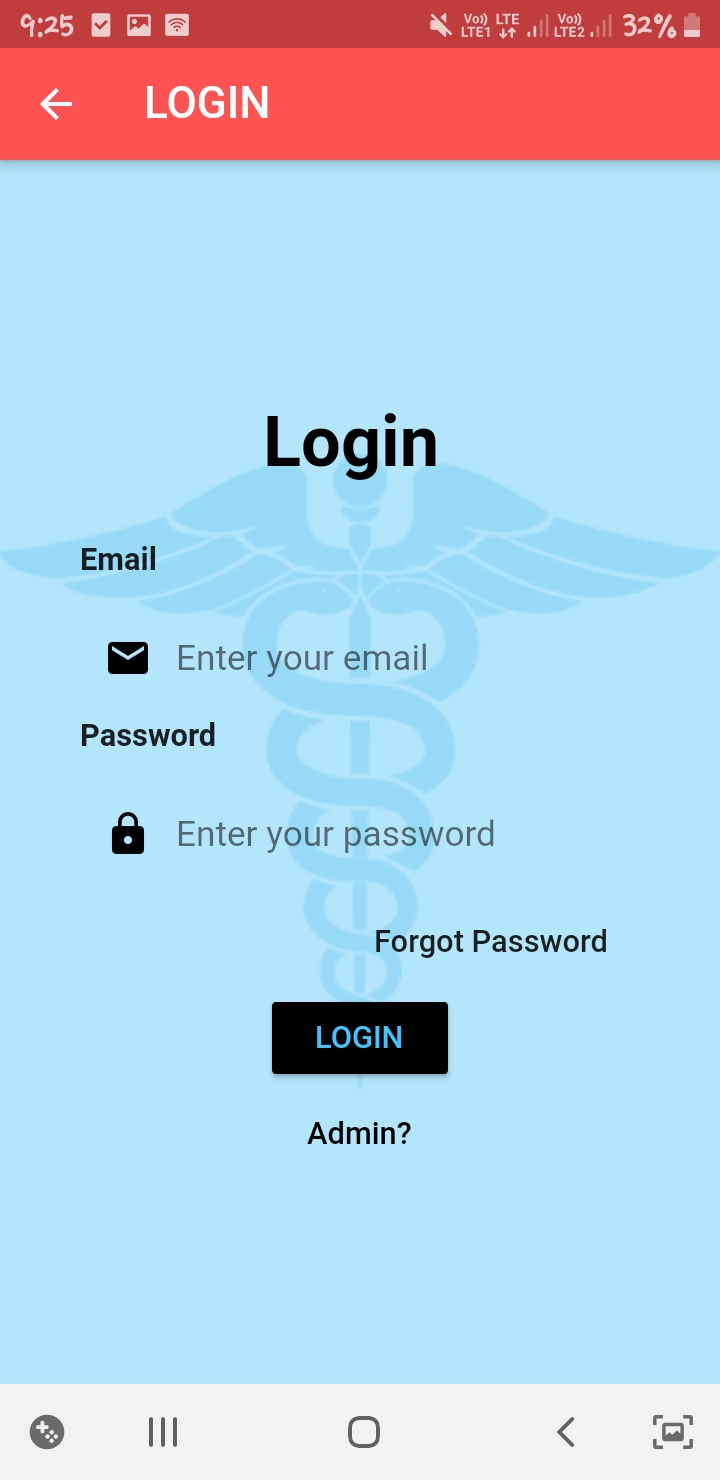 9:25 Vo) LTE1 LTE Vo) LTE2 32%
LOGIN
Login
Email
Enter your email
Password
Enter your password
Forgot Password
LOGIN
Admin?